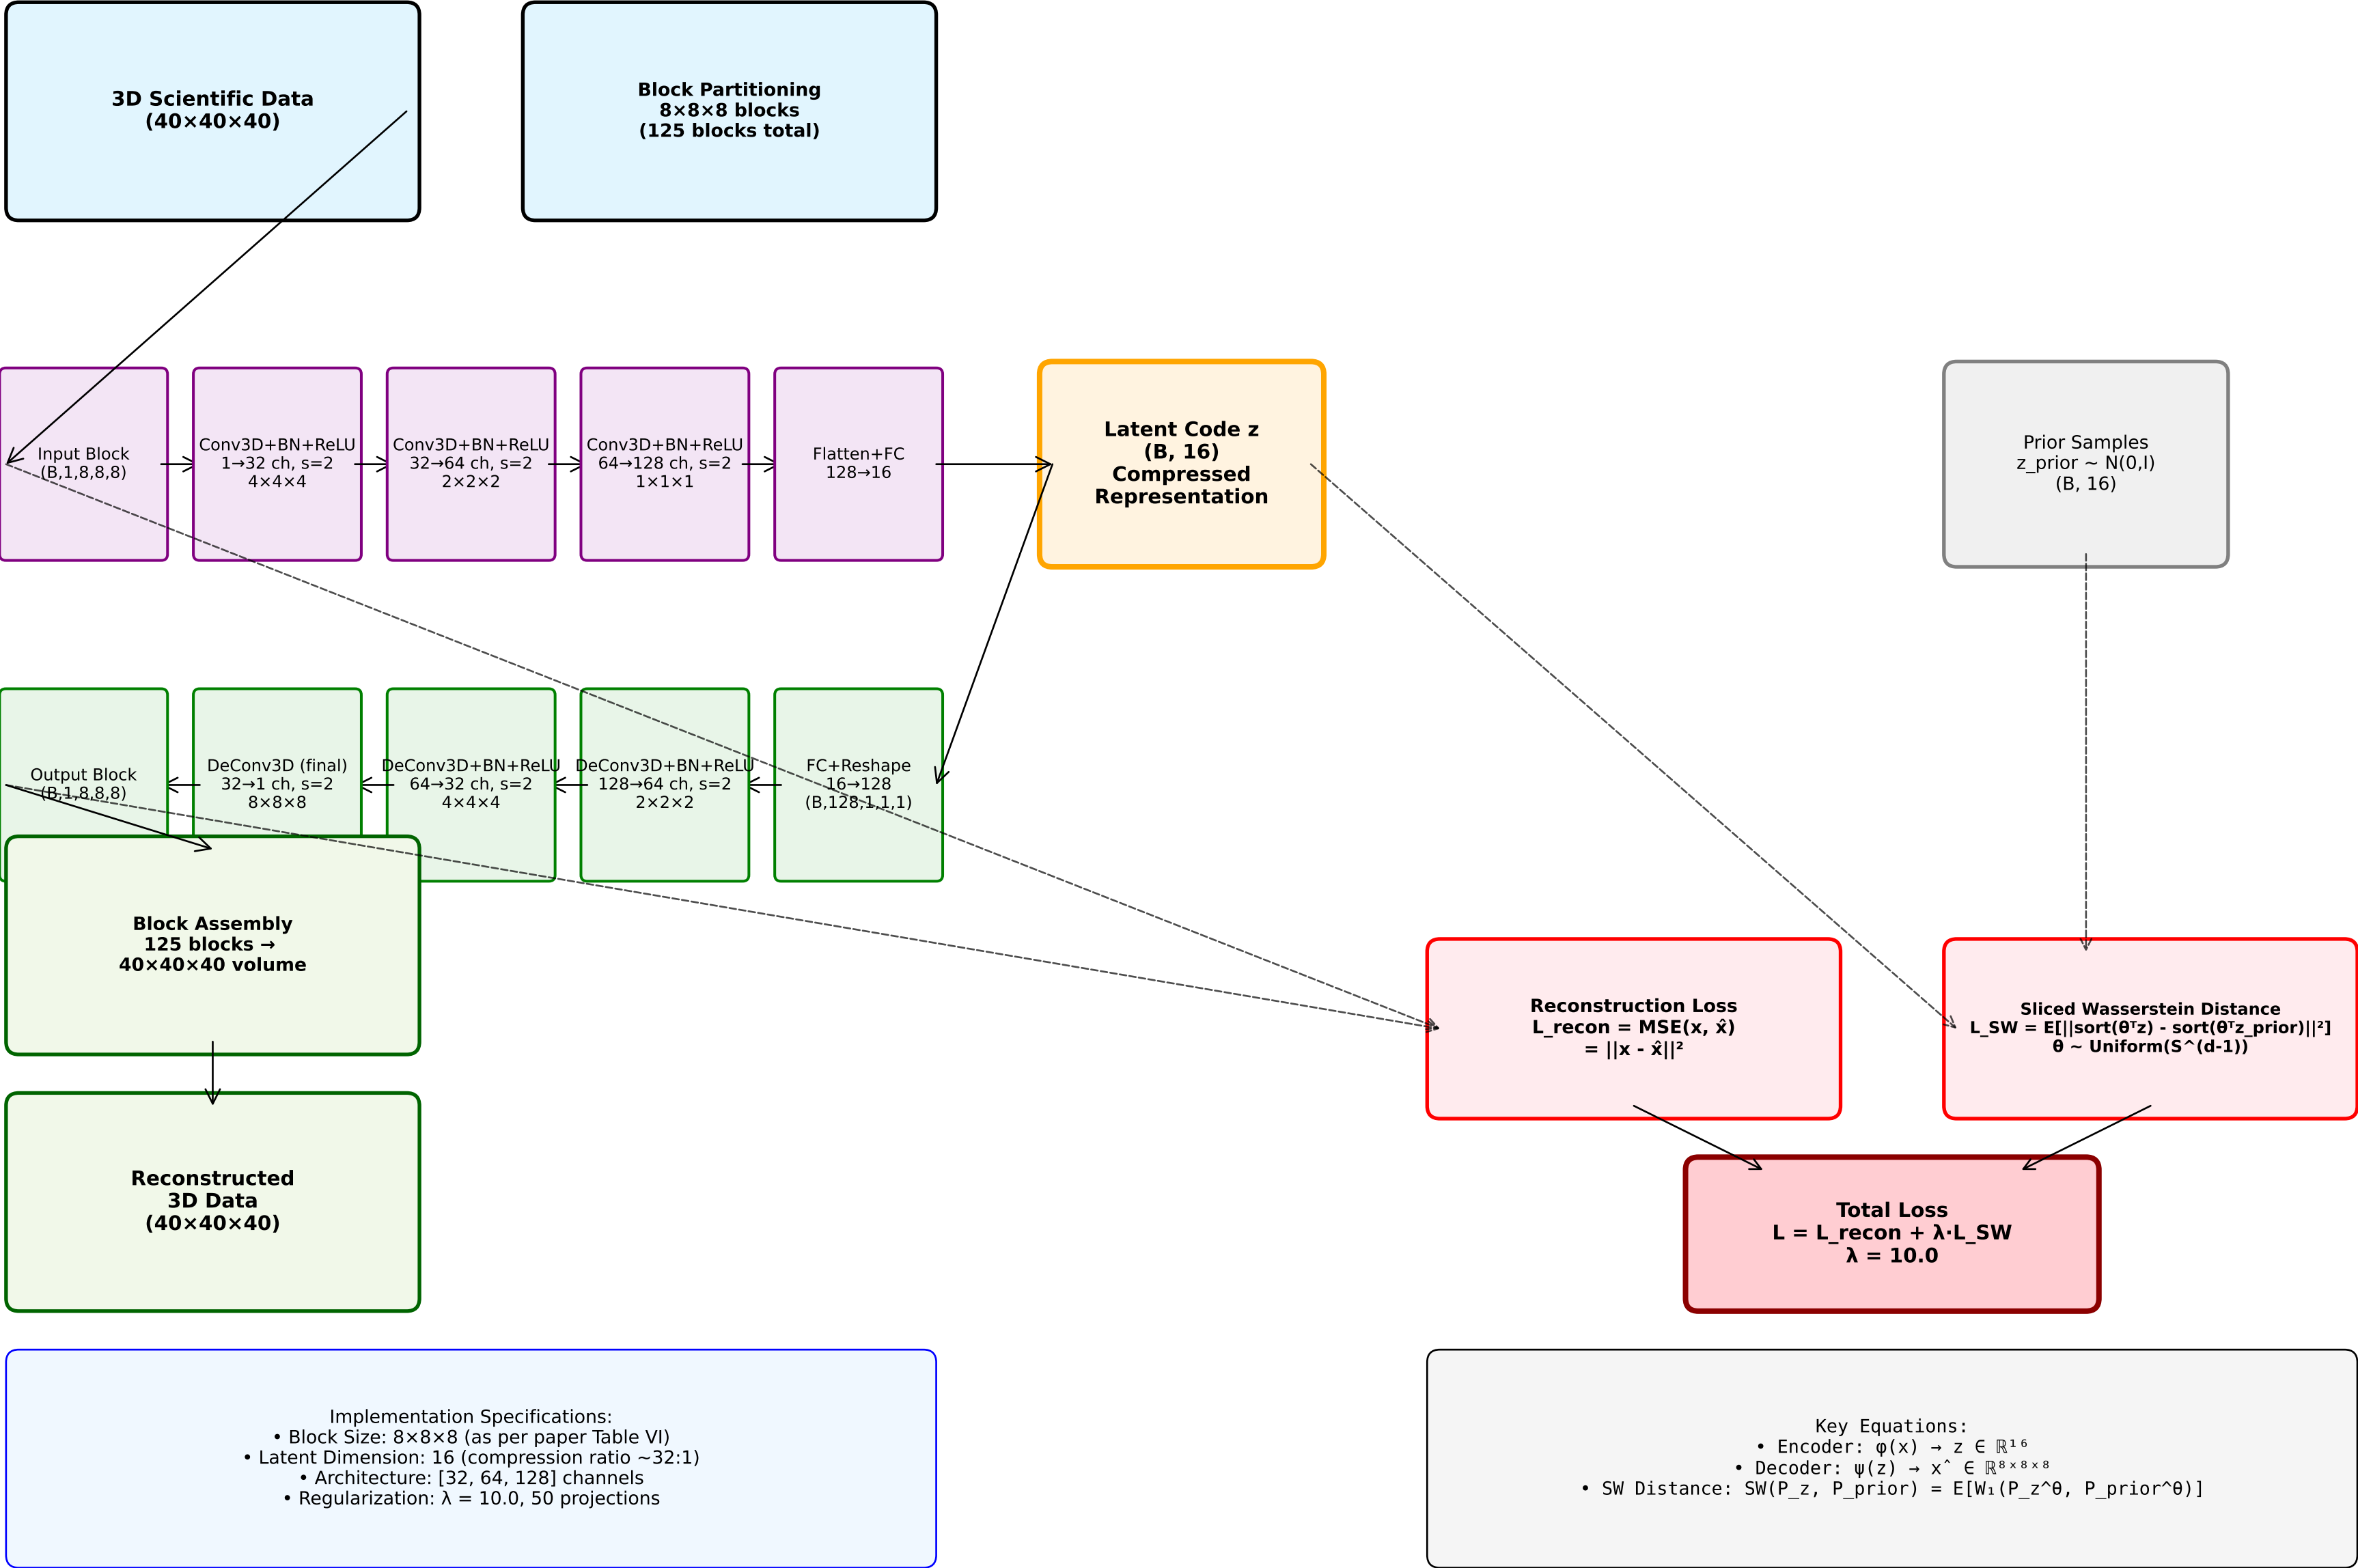 3D Scientific Data
(40×40×40)
Block Partitioning
8×8×8 blocks
(125 blocks total)
Input Block
(B,1,8,8,8)
Conv3D+BN+ReLU
1→32 ch, s=2
4×4×4
Conv3D+BN+ReLU
32→64 ch, s=2
2×2×2
Conv3D+BN+ReLU
64→128 ch, s=2
1×1×1
Flatten+FC
128→16
Latent Code z
(B, 16)
Compressed
Representation
Prior Samples
z_prior ~ N(0,I)
(B, 16)
Output Block
(B,1,8,8,8)
DeConv3D (final)
32→1 ch, s=2
8×8×8
DeConv3D+BN+ReLU
64→32 ch, s=2
4×4×4
DeConv3D+BN+ReLU
128→64 ch, s=2
2×2×2
FC+Reshape
16→128
(B,128,1,1,1)
Block Assembly
125 blocks →
40×40×40 volume
Reconstruction Loss
L_recon = MSE(x, x̂)
= ||x - x̂||²
Sliced Wasserstein Distance
L_SW = E[||sort(θᵀz) - sort(θᵀz_prior)||²]
θ ~ Uniform(S^(d-1))
Reconstructed
3D Data
(40×40×40)
Total Loss
L = L_recon + λ·L_SW
λ = 10.0
Implementation Specifications:
• Block Size: 8×8×8 (as per paper Table VI)
• Latent Dimension: 16 (compression ratio ~32:1)
• Architecture: [32, 64, 128] channels
• Regularization: λ = 10.0, 50 projections
Key Equations:
• Encoder: φ(x) → z ∈ ℝ¹⁶
• Decoder: ψ(z) → x̂ ∈ ℝ⁸ˣ⁸ˣ⁸
• SW Distance: SW(P_z, P_prior) = E[W₁(P_z^θ, P_prior^θ)]